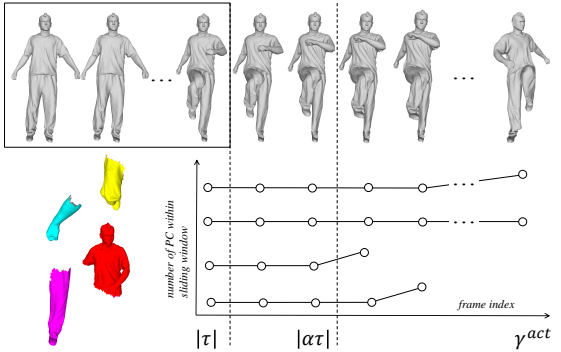 ...
...
number of PC within
sliding window
...
...
frame index
|τ|
|ατ|
γ^act